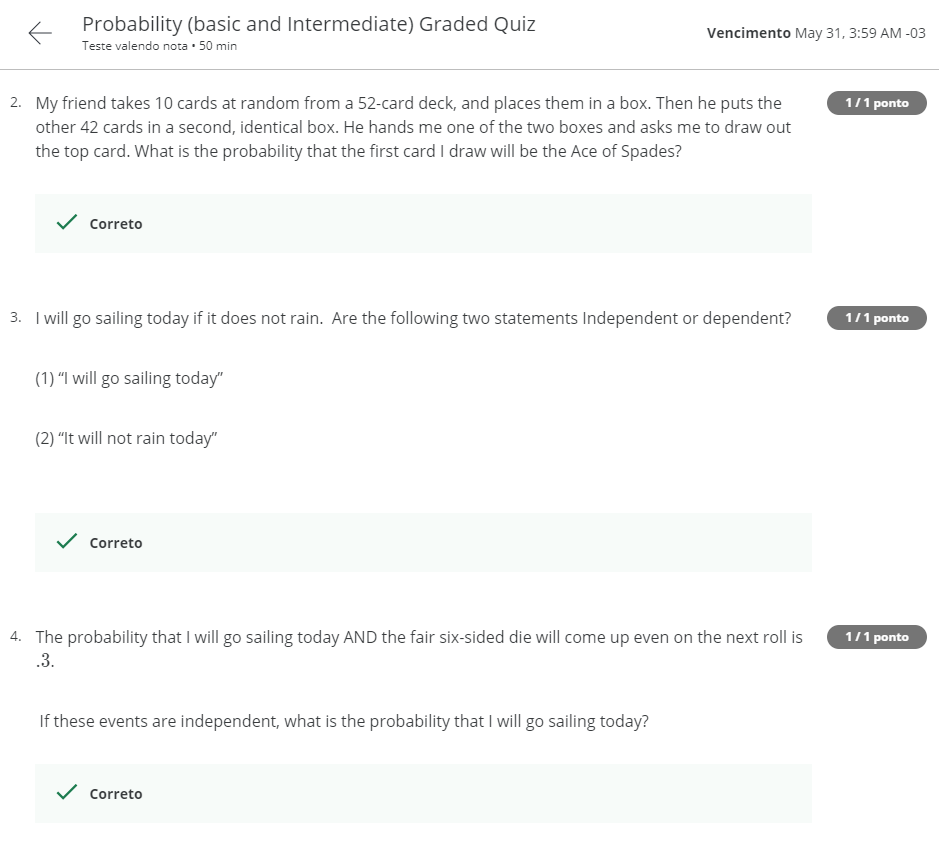 Probability (basic and Intermediate) Graded Quiz
Teste valendo nota • 50 min
Vencimento May 31, 3:59 AM -03
2. My friend takes 10 cards at random from a 52-card deck, and places them in a box. Then he puts the
other 42 cards in a second, identical box. He hands me one of the two boxes and asks me to draw out
the top card. What is the probability that the first card I draw will be the Ace of Spades?
1 / 1 ponto
Correto
3. I will go sailing today if it does not rain.  Are the following two statements Independent or dependent?
1 / 1 ponto
(1) “I will go sailing today”
(2) “It will not rain today”
Correto
4. The probability that I will go sailing today AND the fair six-sided die will come up even on the next roll is
.3.
1 / 1 ponto
If these events are independent, what is the probability that I will go sailing today?
Correto